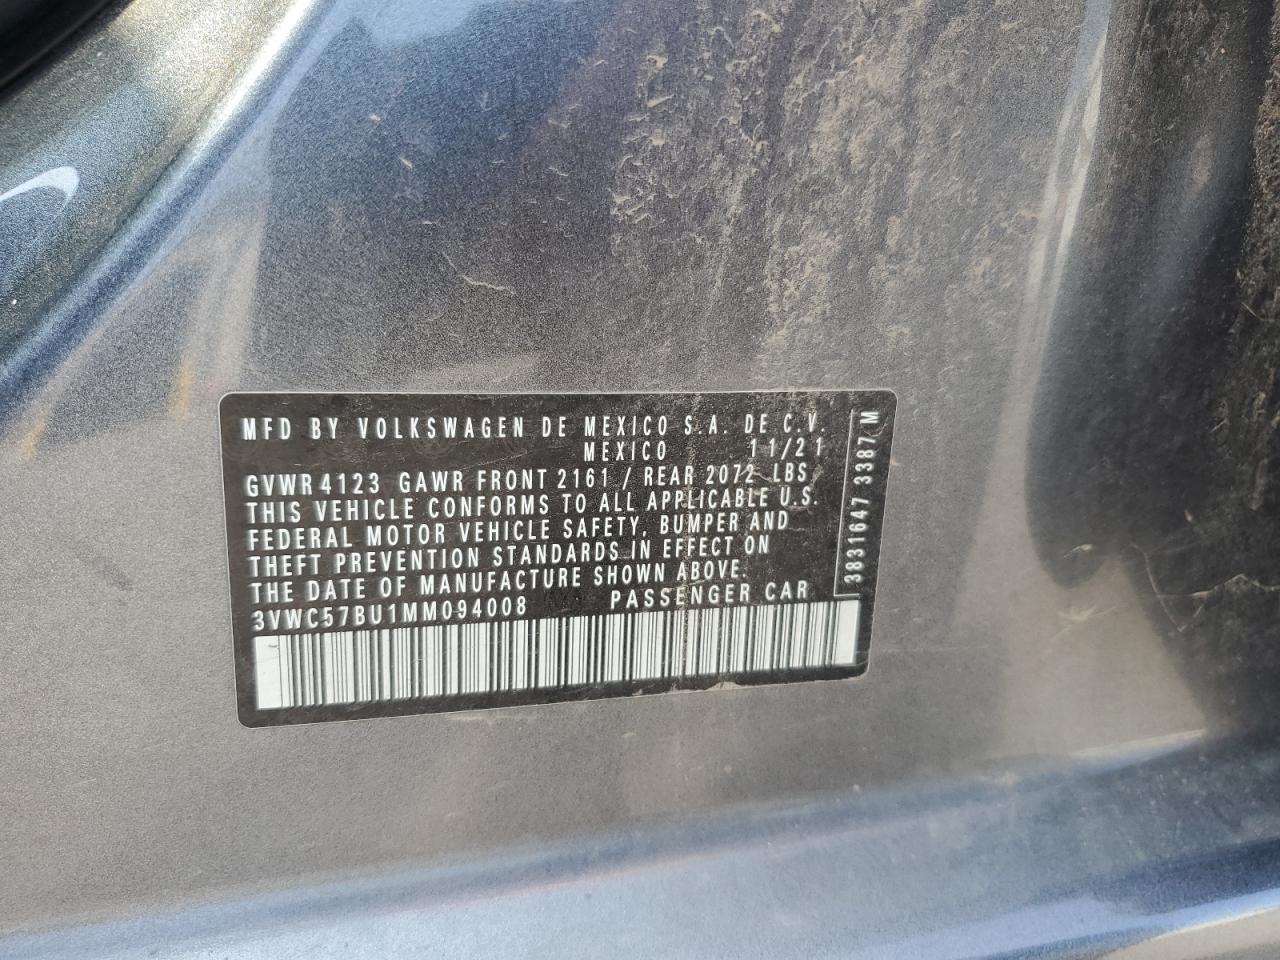 MFD BY VOLKSWAGEN DE MEXICO S.A. DE C.V.
MEXICO 11/21
GVWR 4123 GAWR FRONT 2161 / REAR 2072 LBS
THIS VEHICLE CONFORMS TO ALL APPLICABLE U.S.
FEDERAL MOTOR VEHICLE SAFETY, BUMPER AND
THEFT PREVENTION STANDARDS IN EFFECT ON
THE DATE OF MANUFACTURE SHOWN ABOVE.
3VWC57BU1MM094008 PASSENGER CAR
3831647 3387 M